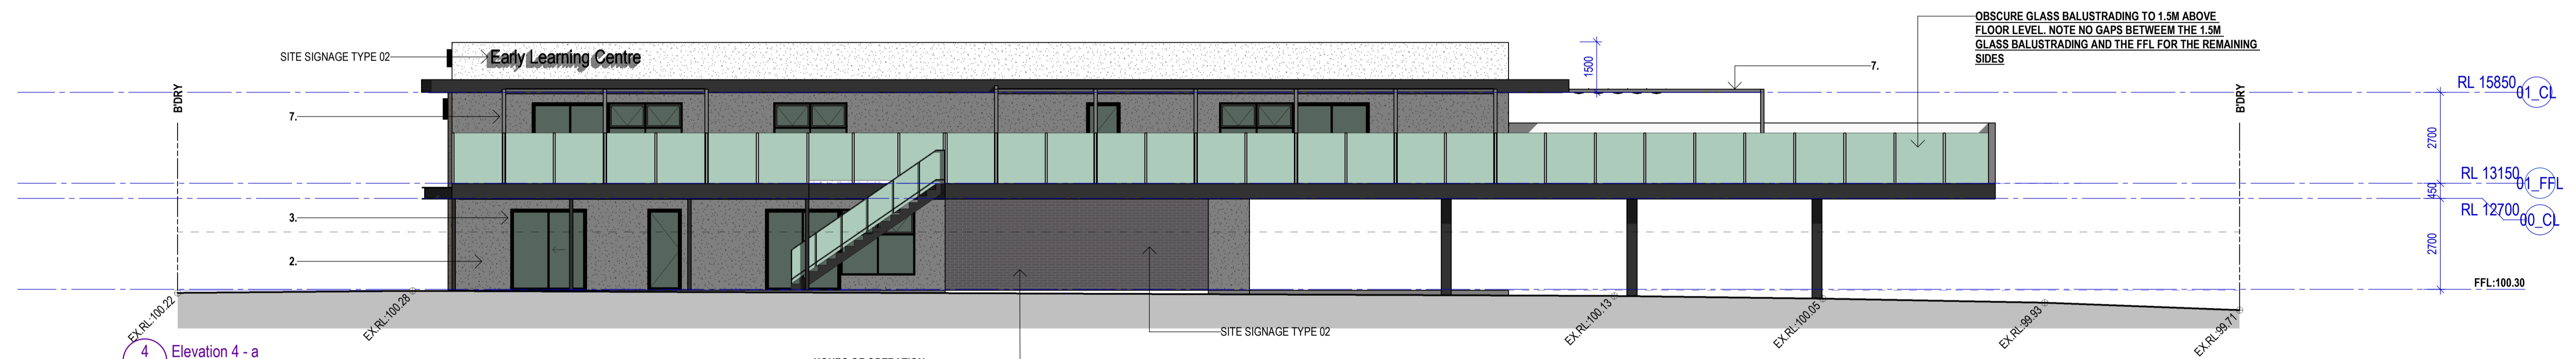 OBSCURE GLASS BALUSTRADING TO 1.5M ABOVE
FLOOR LEVEL. NOTE NO GAPS BETWEEM THE 1.5M
GLASS BALUSTRADING AND THE FFL FOR THE REMAINING
SIDES
SITE SIGNAGE TYPE 02
Early Learning Centre
1500
7.
B'DRY
B'DRY
RL 15850
01_CL
7.
2700
RL 13150
01_FFL
450
RL 12700
00_CL
3.
2.
2700
FFL:100.30
EX.RL:100.22
EX.RL:100.28
SITE SIGNAGE TYPE 02
EX.RL:100.13
EX.RL:100.05
EX.RL:99.93
EX.RL:99.71
4
Elevation 4 - a
HOURS OF OPERATION